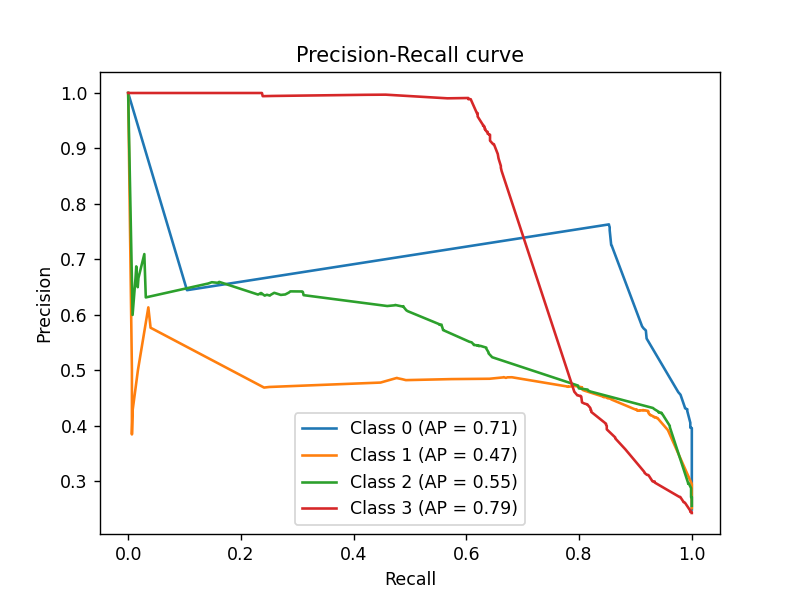 Precision-Recall curve
Precision
1.0
0.9
0.8
0.7
0.6
0.5
0.4
0.3
Class 0 (AP = 0.71)
Class 1 (AP = 0.47)
Class 2 (AP = 0.55)
Class 3 (AP = 0.79)
0.0 0.2 0.4 0.6 0.8 1.0
Recall